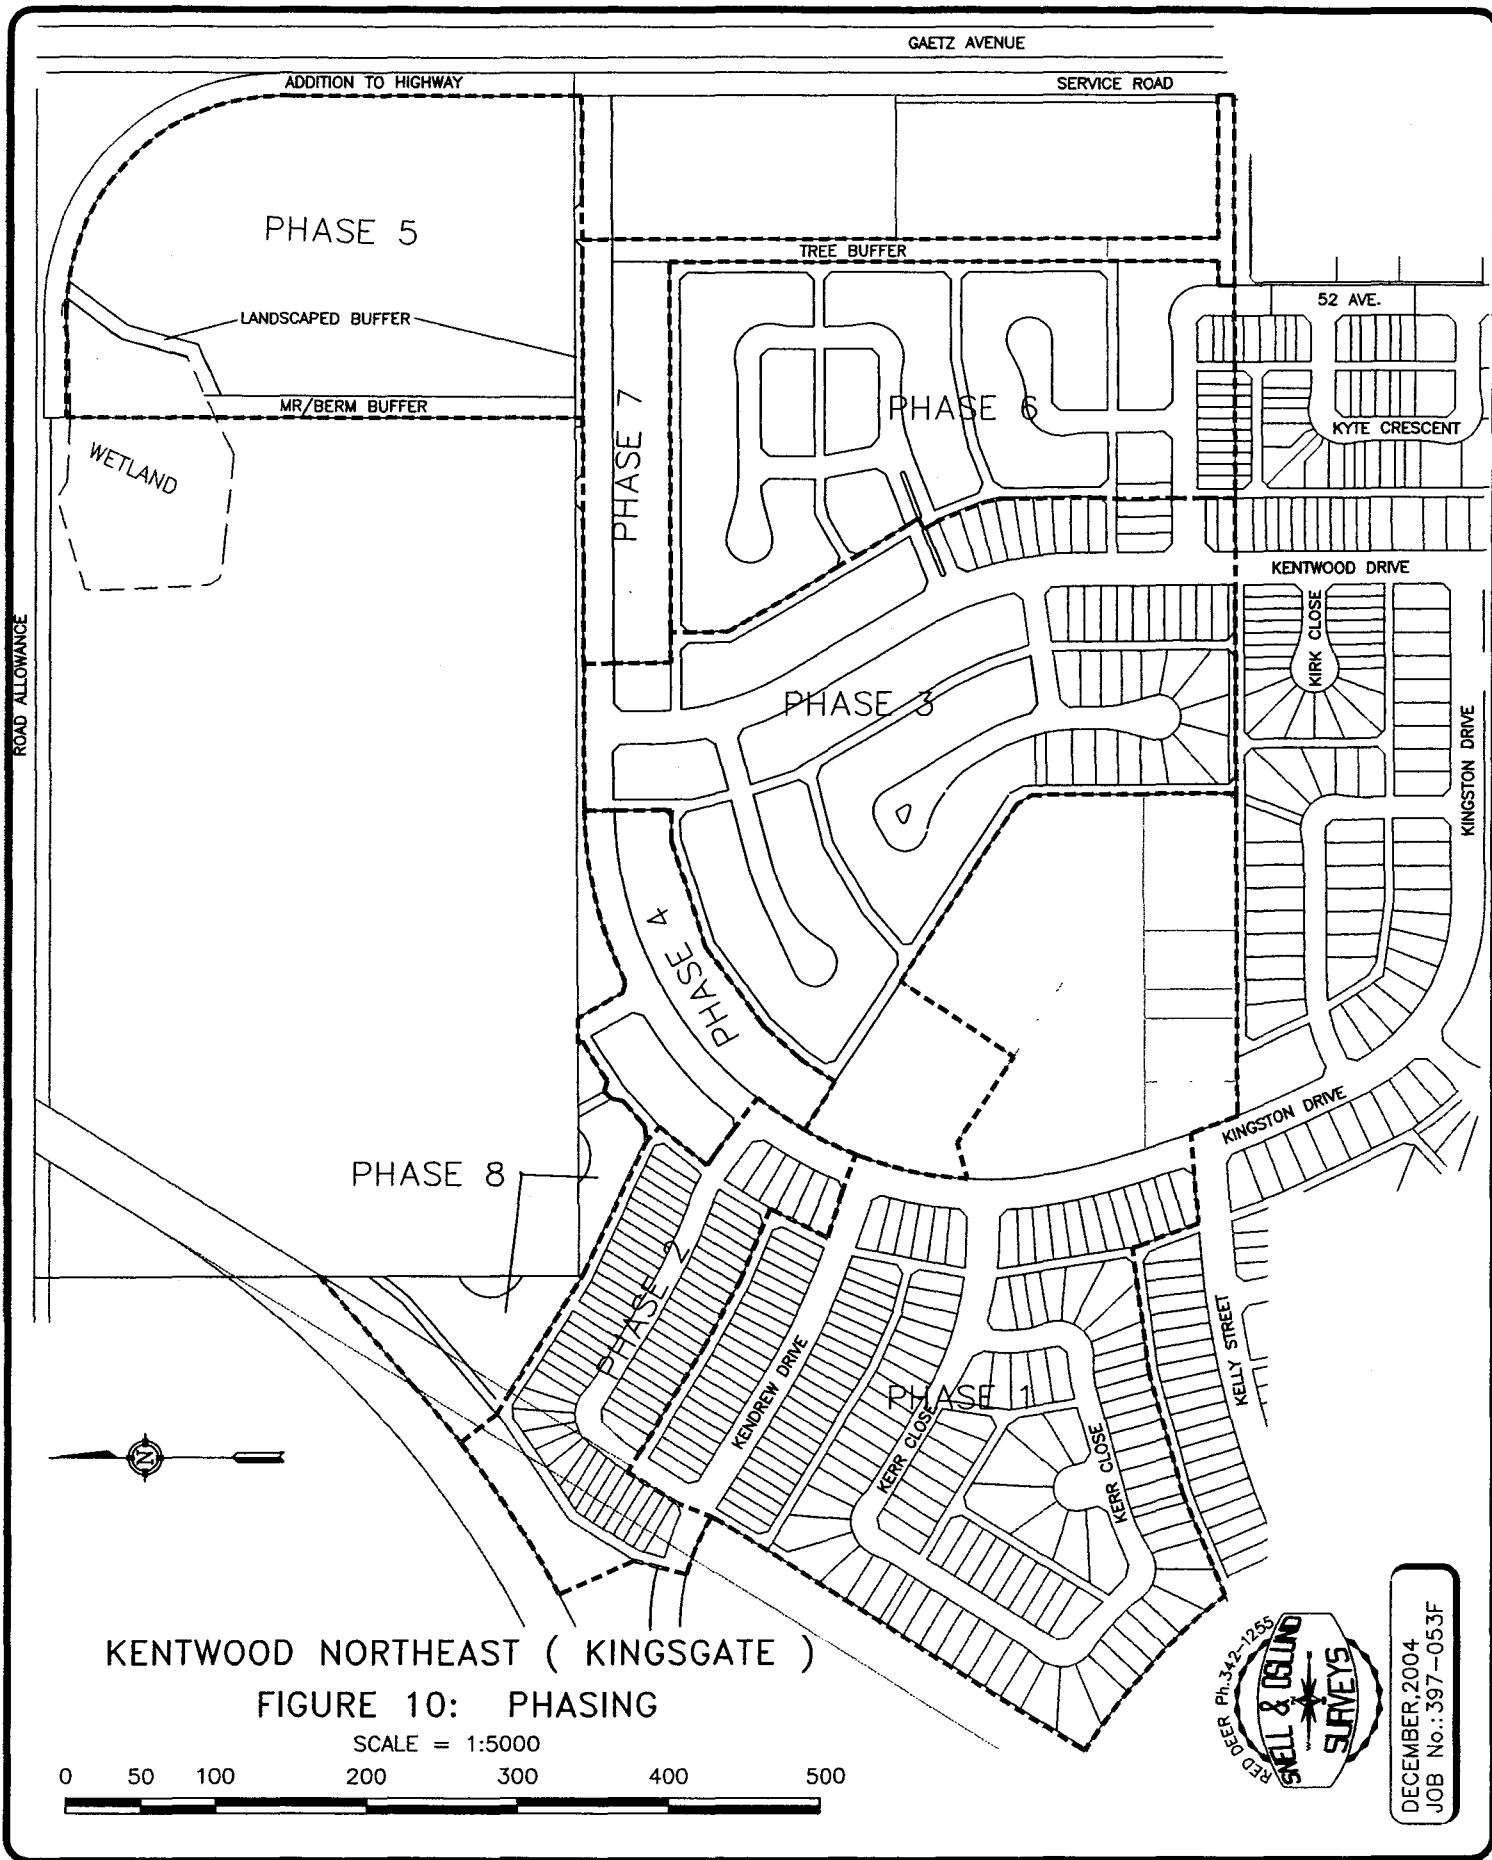 GAETZ AVENUE
ADDITION TO HIGHWAY
SERVICE ROAD
PHASE 5
TREE BUFFER
LANDSCAPED BUFFER
52 AVE.
MR/BERM BUFFER
PHASE 7
PHASE 6
KYTE CRESCENT
WETLAND
KENTWOOD DRIVE
KIRK CLOSE
ROAD ALLOWANCE
PHASE 3
KINGSTON DRIVE
PHASE 4
KINGSTON DRIVE
PHASE 8
PHASE 2
KELLY STREET
KENDREW DRIVE
PHASE 1
KERR CLOSE
KERR CLOSE
N
KENTWOOD NORTHEAST ( KINGSGATE )
FIGURE 10: PHASING
SCALE = 1:5000
0 50 100 200 300 400 500
RED DEER Ph.342-1255
SNELL & OSLUND
SURVEYS
DECEMBER,2004
JOB No.: 397-053F